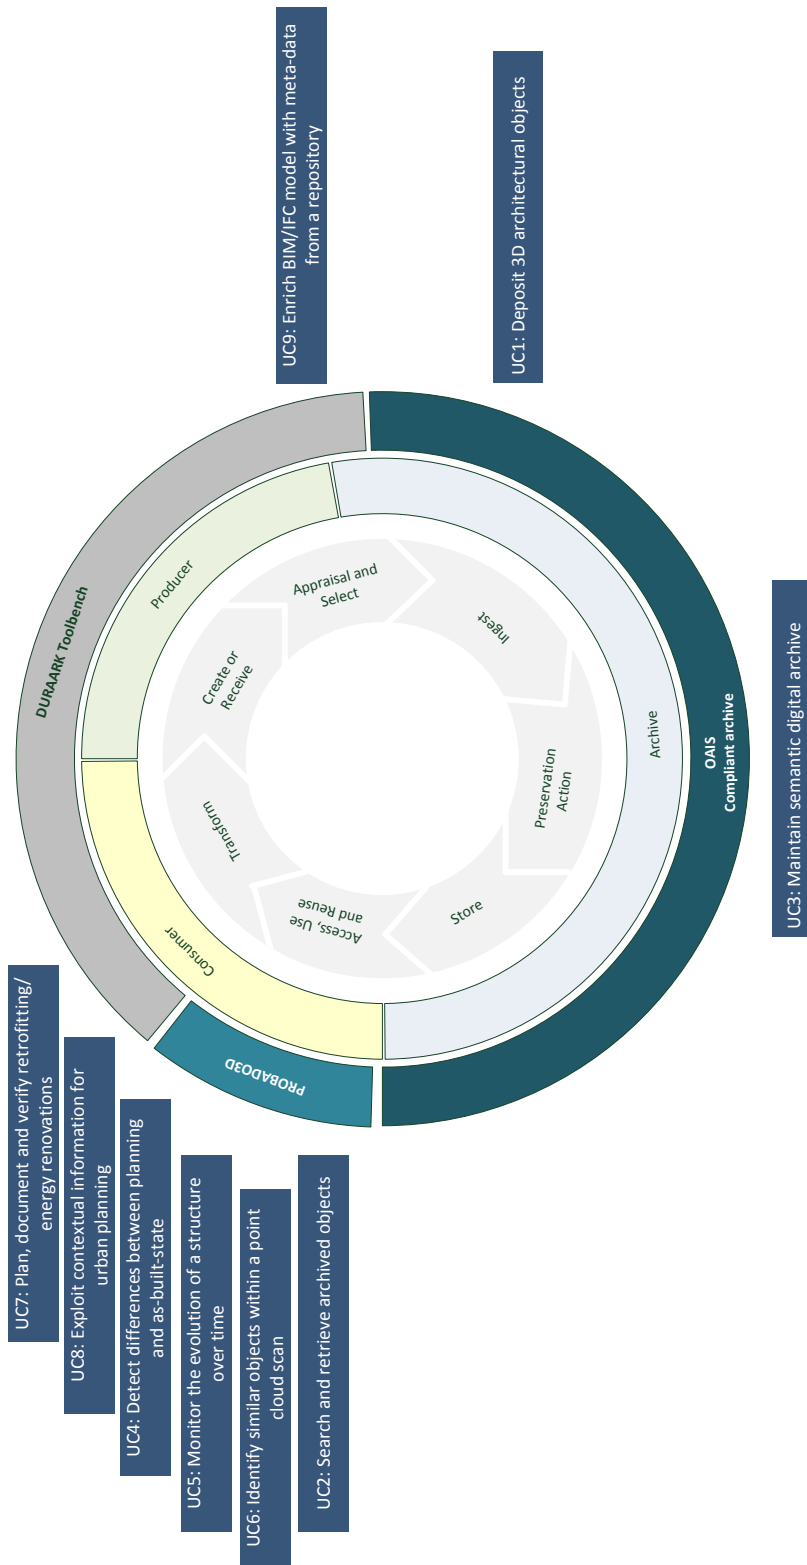 UC9: Enrich BIM/IFC model with meta-data
from a repository
UC1: Deposit 3D architectural objects
UC3: Maintain semantic digital archive
DURAARK Toolbench
Producer
Consumer
PROBADO3D
Archive
OAIS
Compliant archive
Appraisal and
Select
Ingest
Preservation
Action
Store
Access, Use
and Reuse
Transform
Create or
Receive
UC7: Plan, document and verify retrofitting/
energy renovations
UC8: Exploit contextual information for
urban planning
UC4: Detect differences between planning
and as-built-state
UC5: Monitor the evolution of a structure
over time
UC6: Identify similar objects within a point
cloud scan
UC2: Search and retrieve archived objects